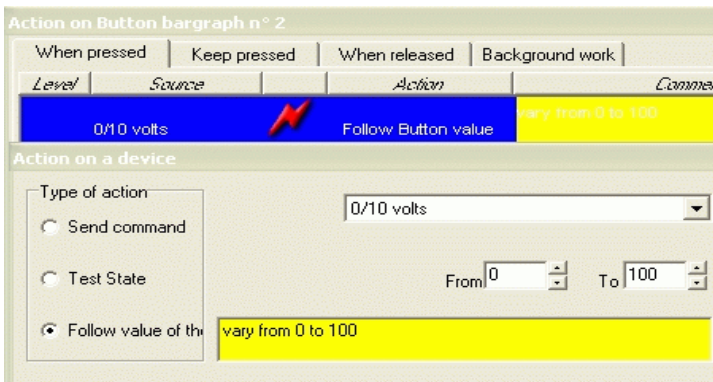 Action on Button bargraph n° 2
When pressed Keep pressed When released Background work
Level Source Action
0/10 volts Follow Button value vary from 0 to 100
Action on a device
Type of action
0/10 volts
Send command
Test State
From 0 To 100
Follow value of the
vary from 0 to 100